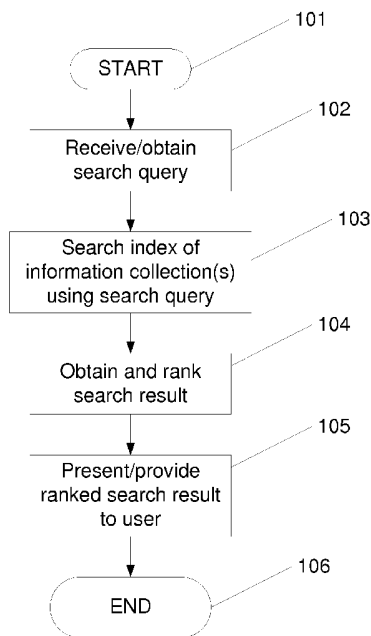 101
START
102
Receive/obtain
search query
103
Search index of
information collection(s)
using search query
104
Obtain and rank
search result
105
Present/provide
ranked search result
to user
106
END